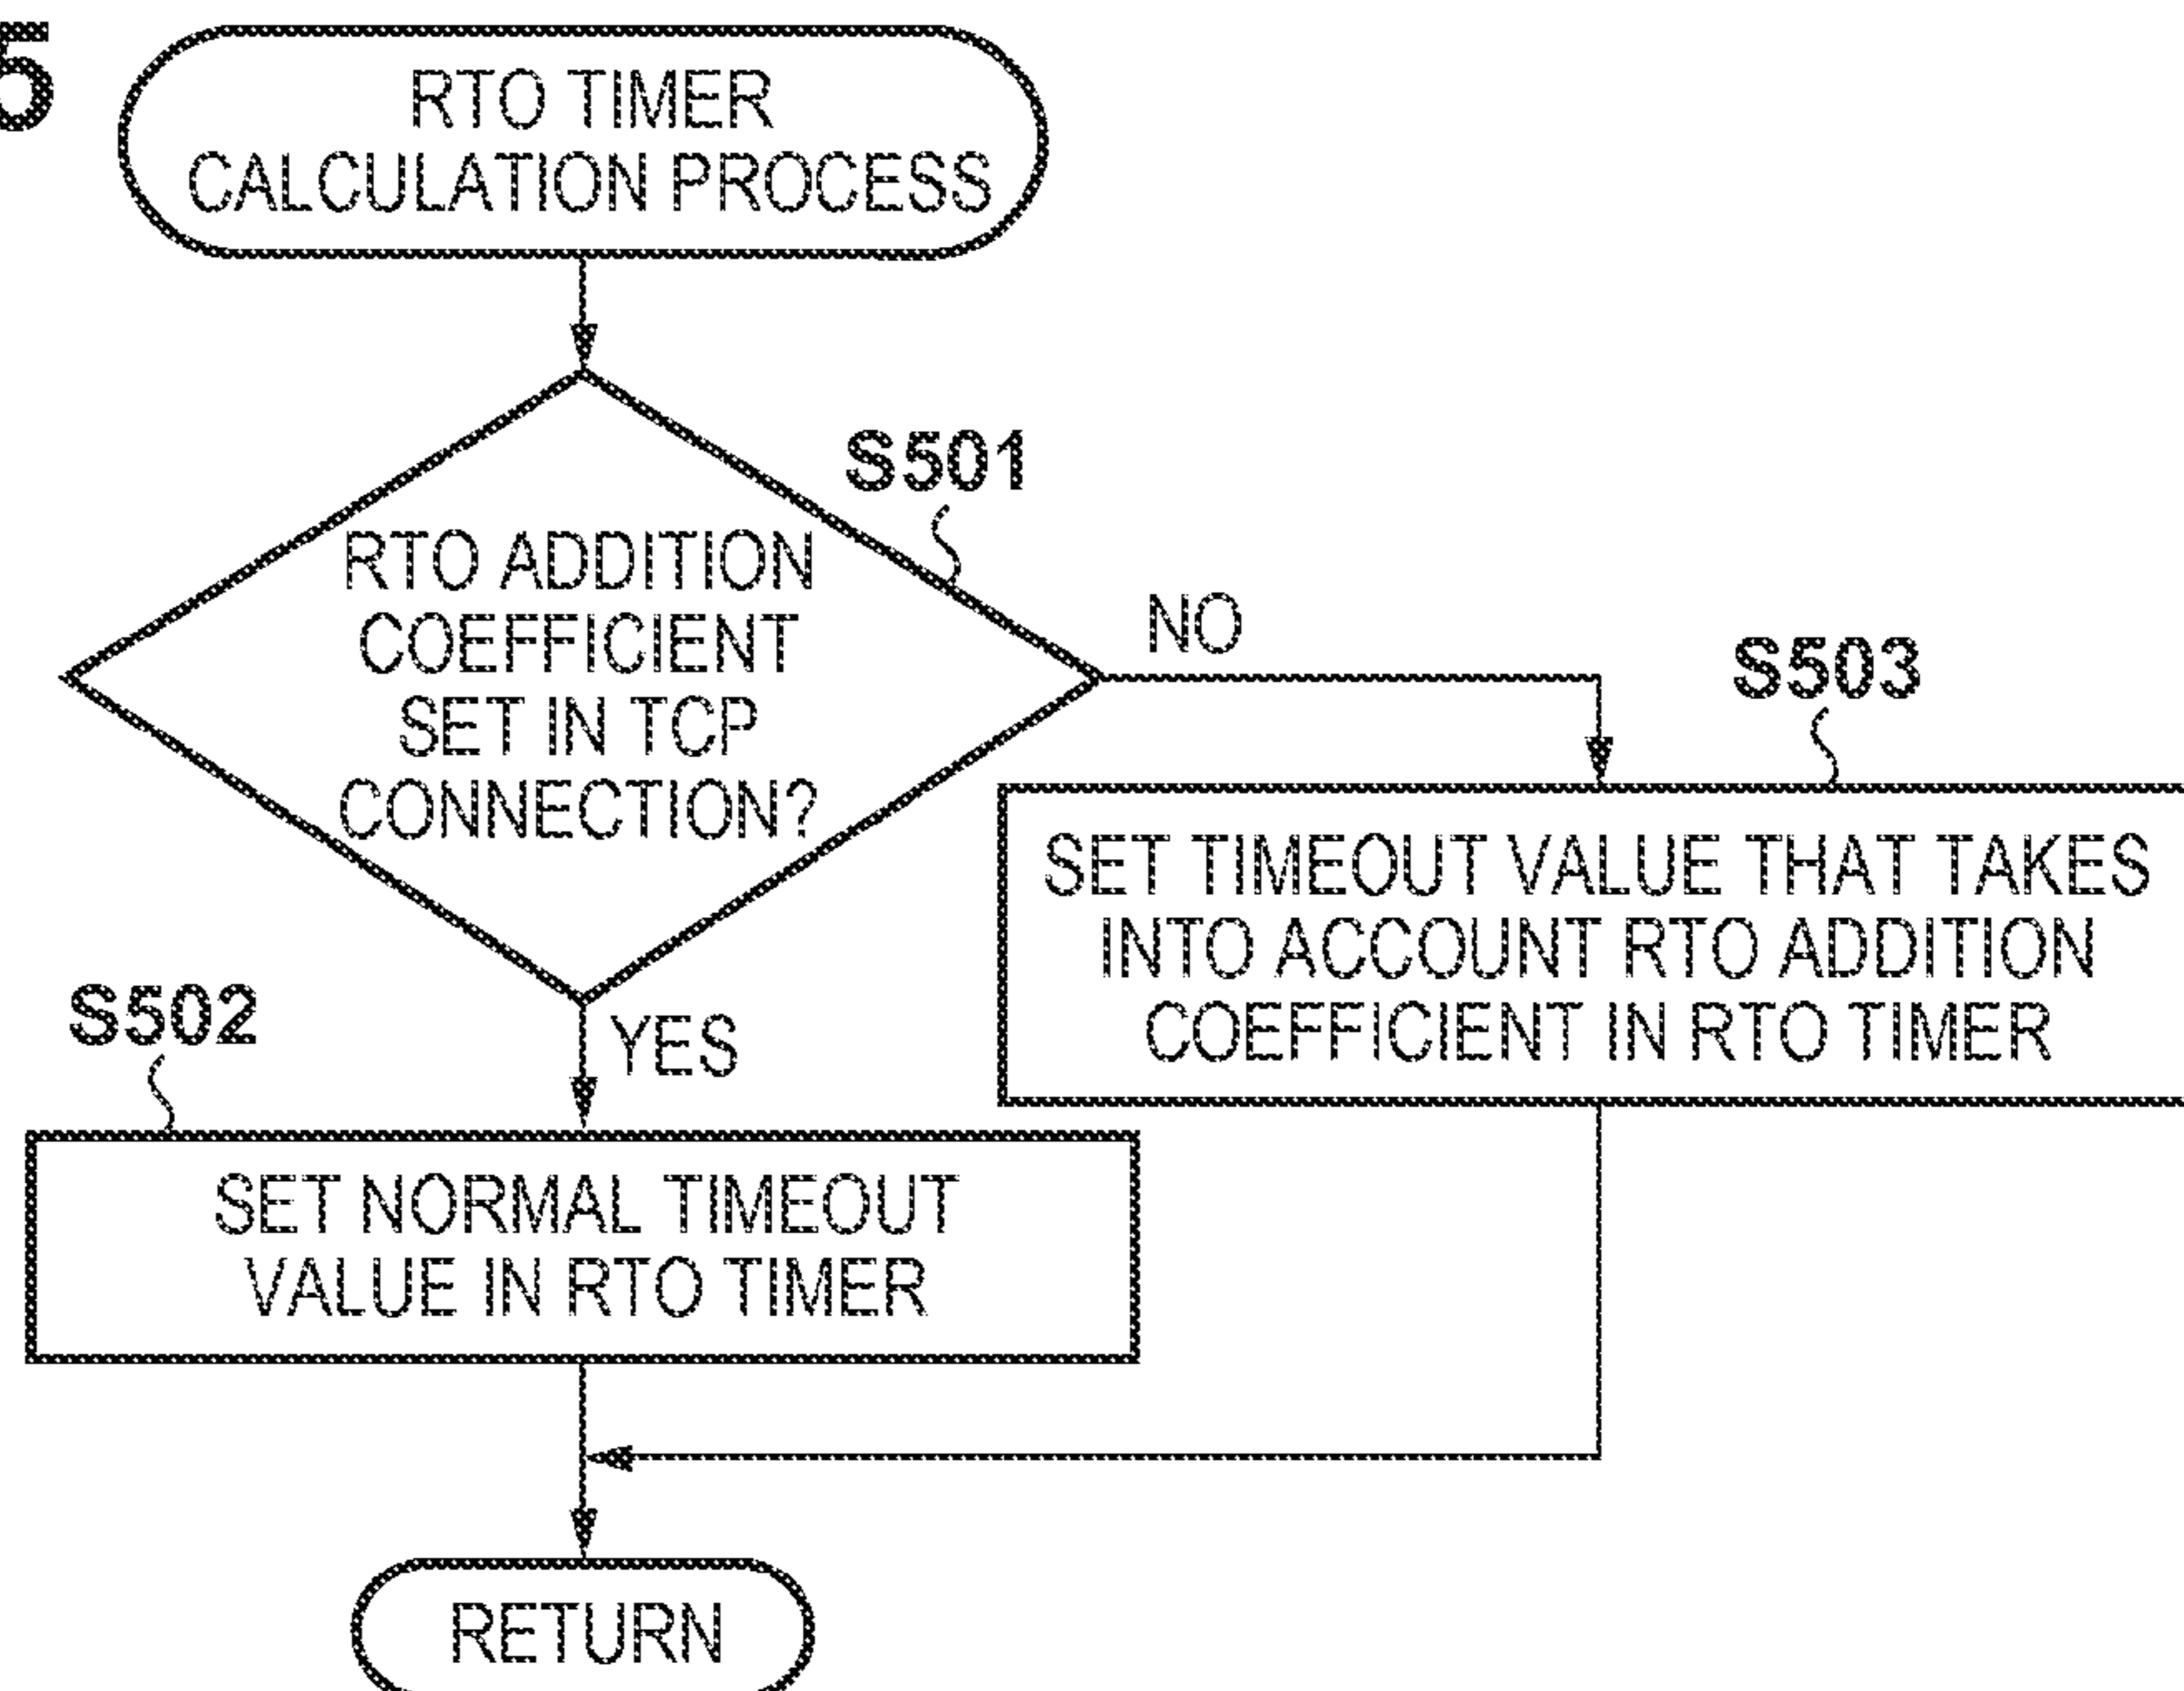 5
RTO TIMER
CALCULATION PROCESS
S501
RTO ADDITION
COEFFICIENT
SET IN TCP
CONNECTION?
NO
S503
SET TIMEOUT VALUE THAT TAKES
INTO ACCOUNT RTO ADDITION
COEFFICIENT IN RTO TIMER
YES
S502
SET NORMAL TIMEOUT
VALUE IN RTO TIMER
RETURN